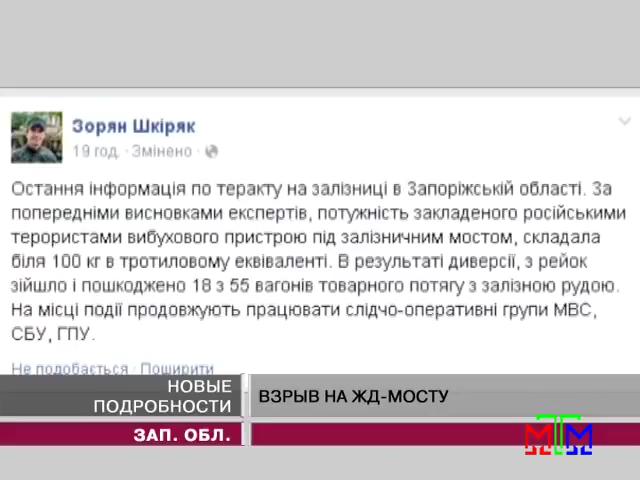 Зорян Шкіряк
19 год. · Змінено ·
Остання інформація по теракту на залізниці в Запоріжській області. За
попередніми висновками експертів, потужність закладеного російськими
терористами вибухового пристрою під залізничним мостом, складала
біля 100 кг в тротиловому еквіваленті. В результаті диверсії, з рейок
зійшло і пошкоджено 18 з 55 вагонів товарного потягу з залізною рудою.
На місці події продовжують працювати слідчо-оперативні групи МВС,
СБУ, ГПУ.
Не подобається · Поширити
НОВЫЕ
ПОДРОБНОСТИ
ВЗРЫВ НА ЖД-МОСТУ
ЗАП. ОБЛ.
МТМ